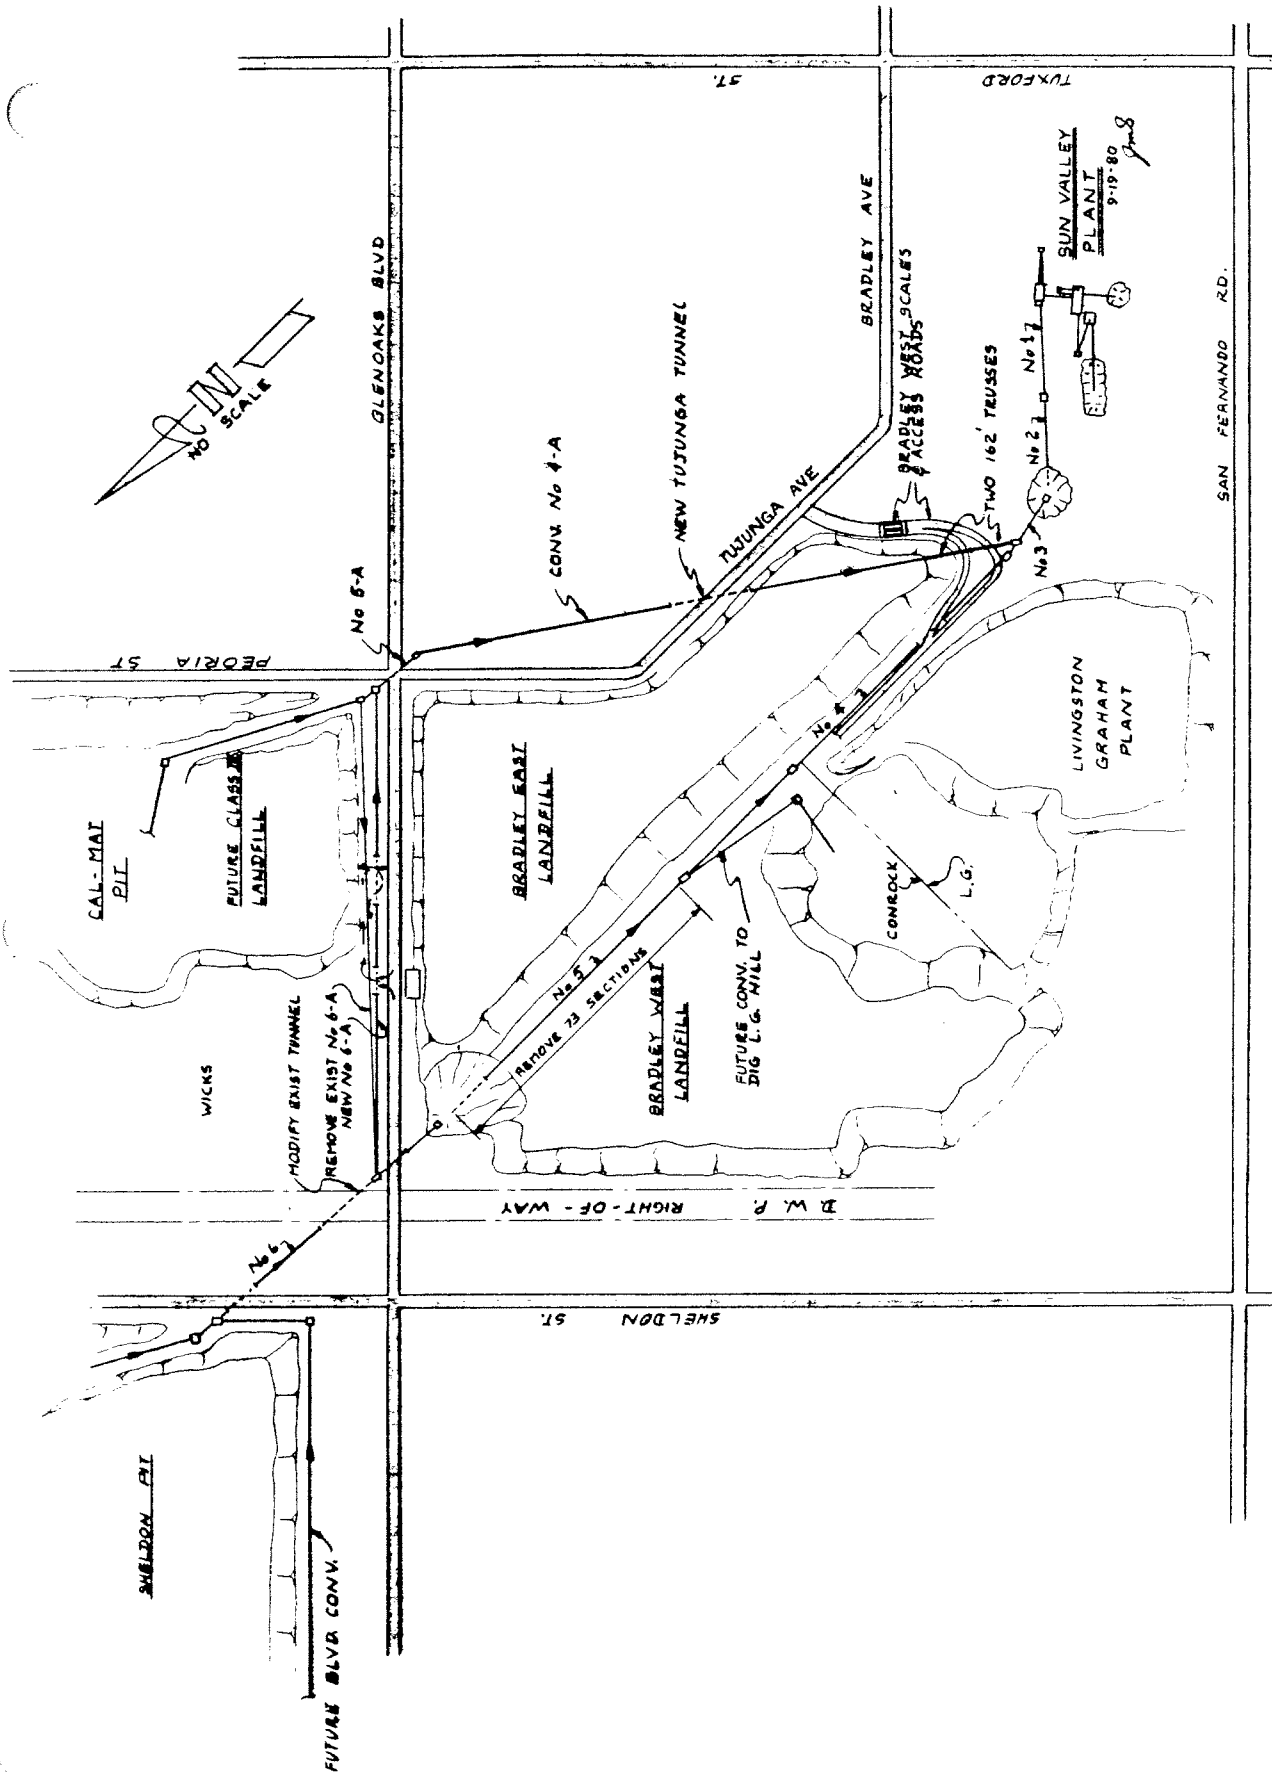 SHELDON PIT
FUTURE BLVD. CONV.
SHELDON ST.
No 6
D. W. P. RIGHT-OF-WAY
WICKS
MODIFY EXIST TUNNEL
REMOVE EXIST No 6-A
NEW No 6-A
CAL-MAT
PIT
FUTURE CLASS
LANDFILL
PEORIA ST
No 6-A
NO SCALE
N
GLENOAKS BLVD
BRADLEY EAST
LANDFILL
No 5
REMOVE 73 SECTIONS
BRADLEY WEST
LANDFILL
FUTURE CONV. TO
DIG L.G. HILL
CONROCK
L.G.
No 4
CONV. No 4-A
NEW TUJUNGA TUNNEL
TUJUNGA AVE
BRADLEY AVE
BRADLEY WEST SCALES
& ACCESS ROADS
TWO 162' TRUSSES
No 3
No 2
No 1
LIVINGSTON
GRAHAM
PLANT
SUN VALLEY
PLANT
9-19-80
TUXFORD ST.
SAN FERNANDO RD.